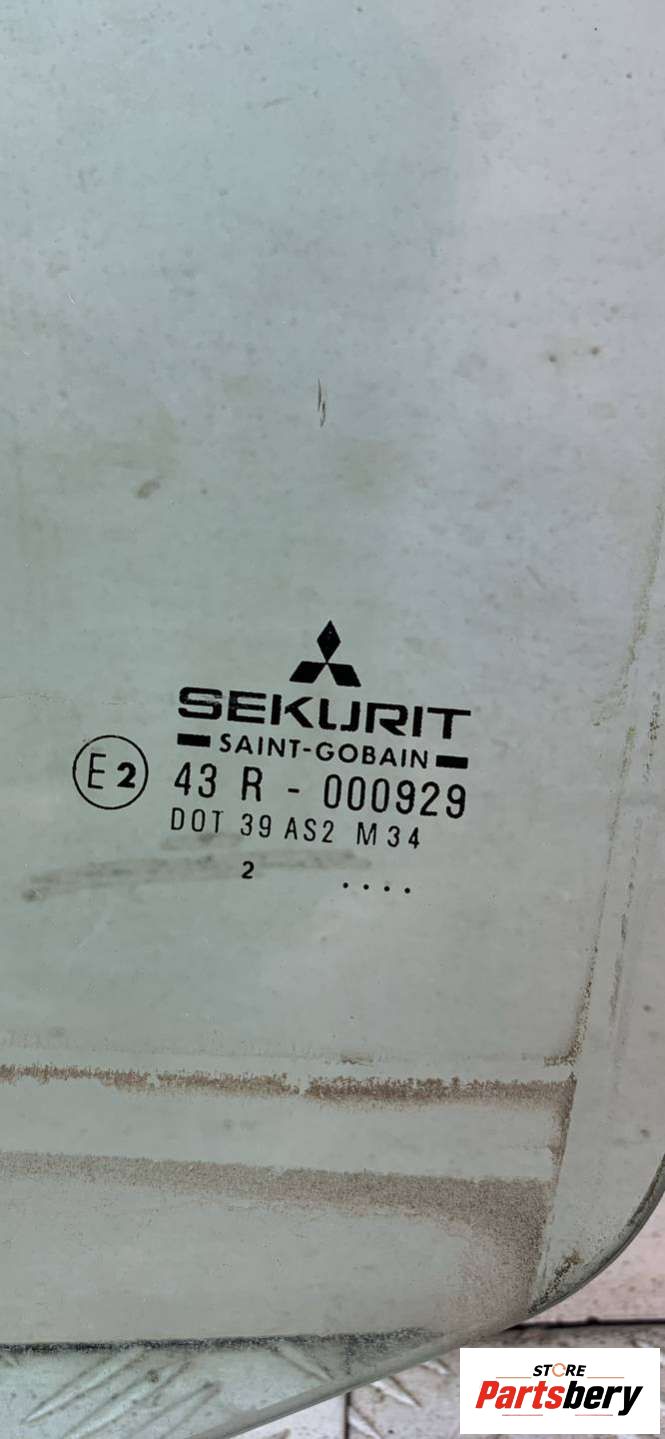 SEKURIT
SAINT-GOBAIN
E2 43 R - 000929
DOT 39 AS2 M34
2 ....
STORE
Partsbery